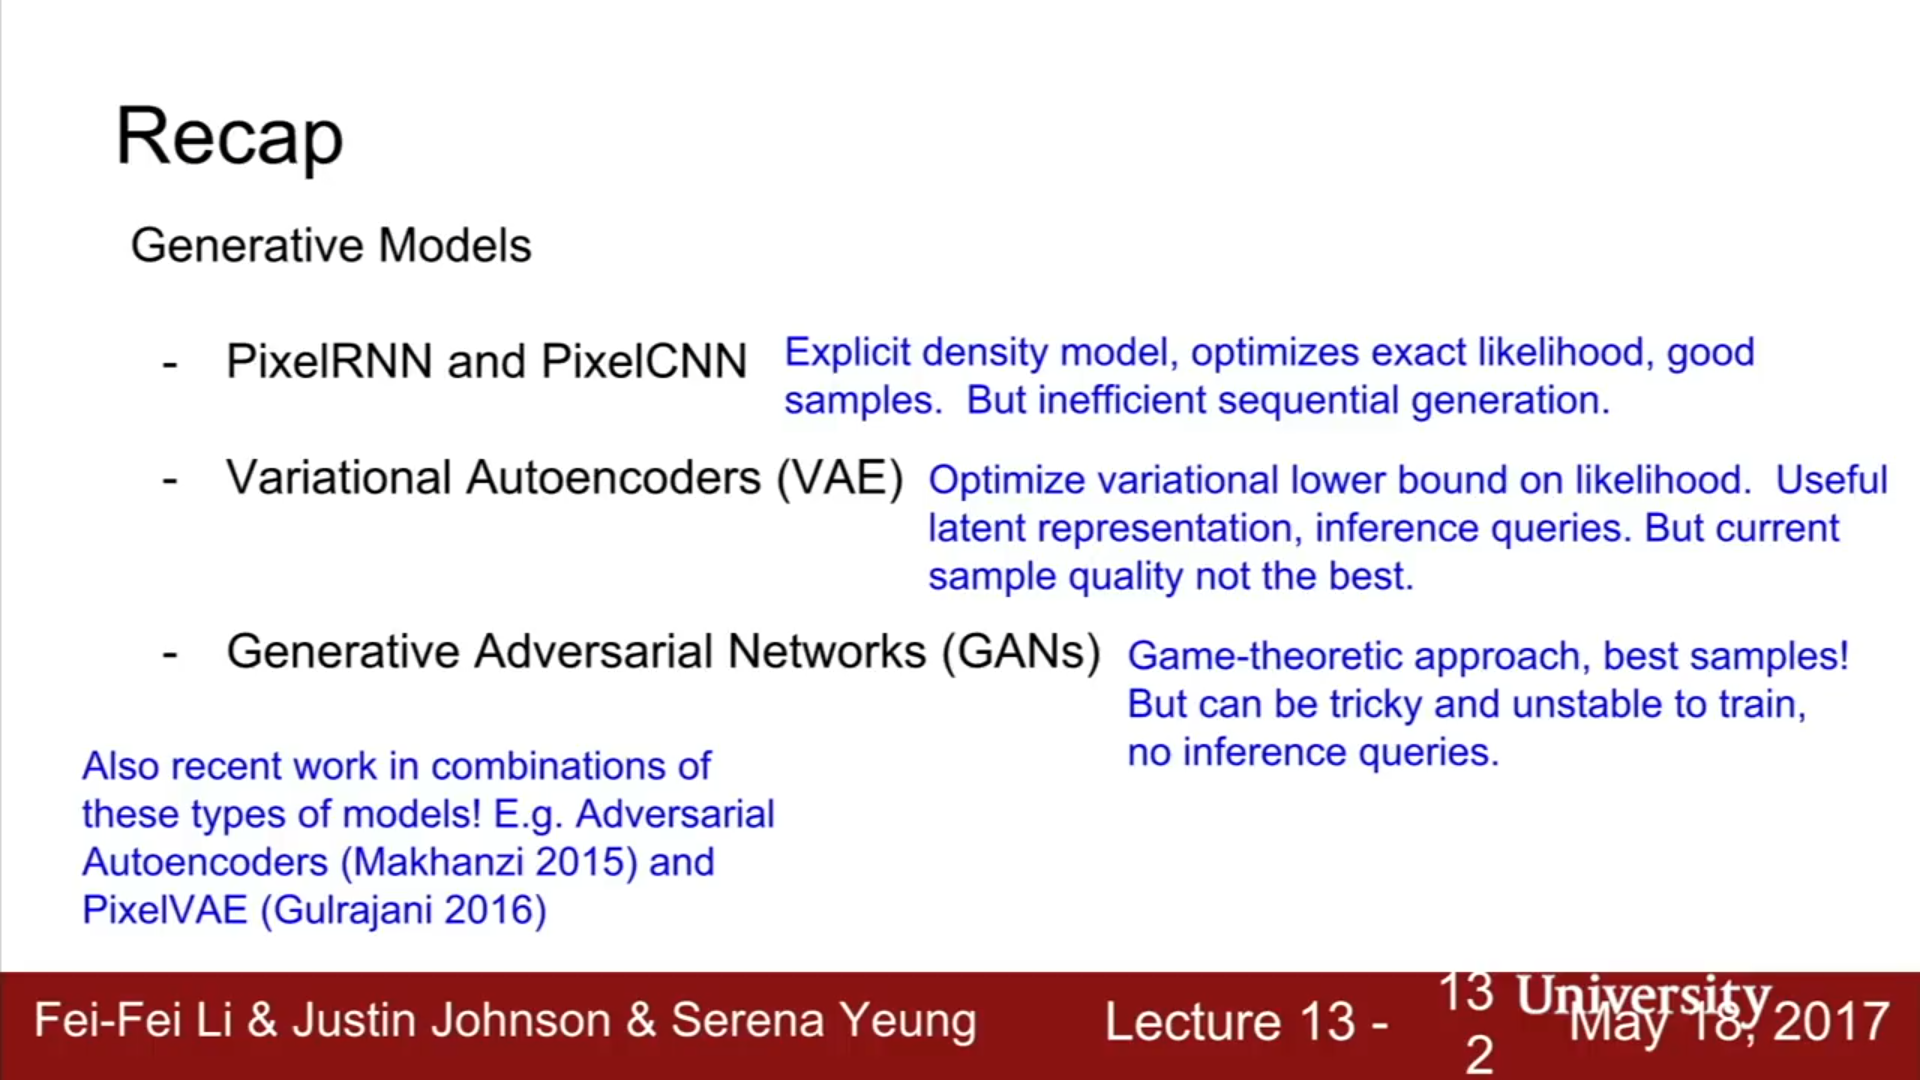 Recap
Generative Models
- PixelRNN and PixelCNN
Explicit density model, optimizes exact likelihood, good
samples.  But inefficient sequential generation.
- Variational Autoencoders (VAE)
Optimize variational lower bound on likelihood.  Useful
latent representation, inference queries. But current
sample quality not the best.
- Generative Adversarial Networks (GANs)
Game-theoretic approach, best samples!
But can be tricky and unstable to train,
no inference queries.
Also recent work in combinations of
these types of models! E.g. Adversarial
Autoencoders (Makhanzi 2015) and
PixelVAE (Gulrajani 2016)
Fei-Fei Li & Justin Johnson & Serena Yeung
Lecture 13 -
13
2
University
May 18, 2017